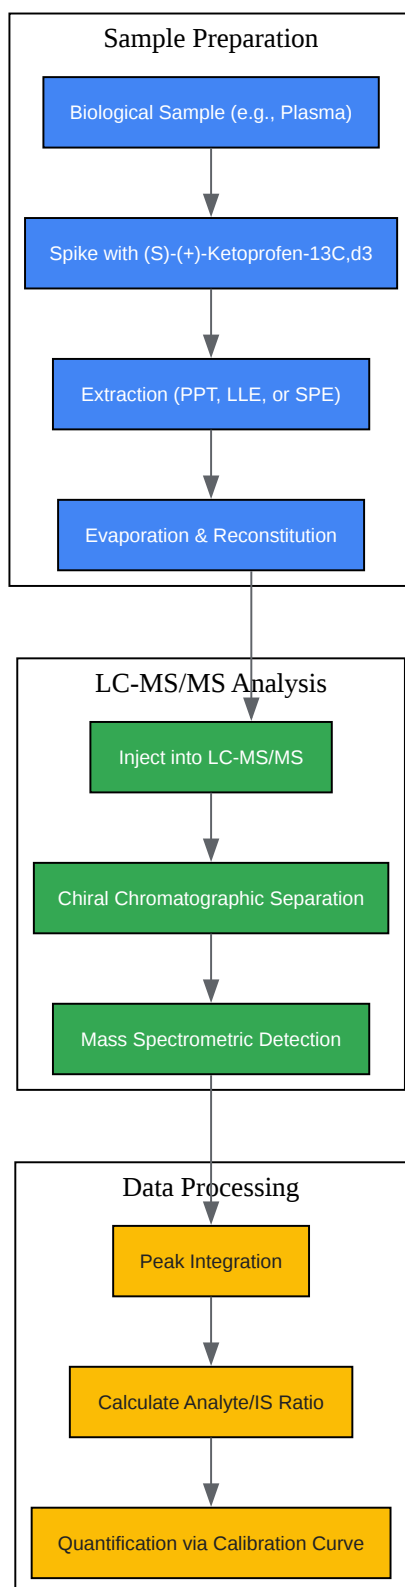 Sample Preparation
Biological Sample (e.g., Plasma)
Spike with (S)-(+)-Ketoprofen-13C,d3
Extraction (PPT, LLE, or SPE)
Evaporation & Reconstitution
LC-MS/MS Analysis
Inject into LC-MS/MS
Chiral Chromatographic Separation
Mass Spectrometric Detection
Data Processing
Peak Integration
Calculate Analyte/IS Ratio
Quantification via Calibration Curve